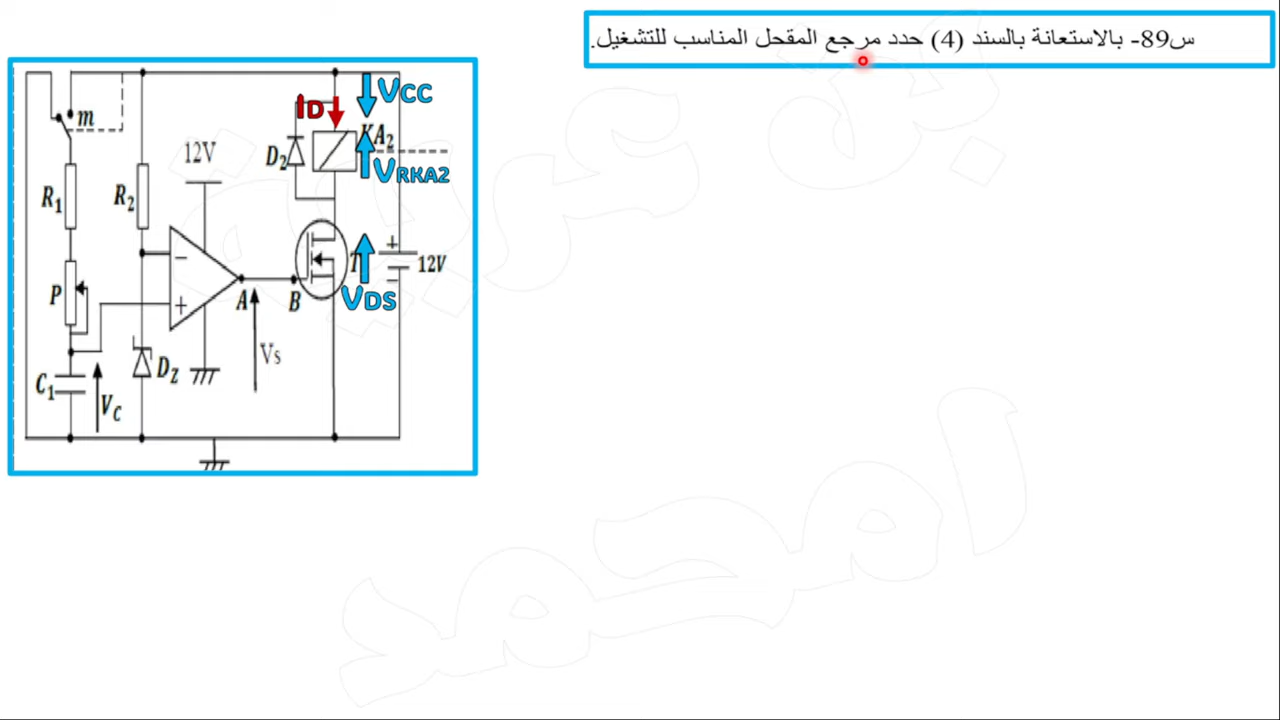 س89- بالاستعانة بالسند (4) حدد مرجع المقحل المناسب للتشغيل.
m
12V
ID
VCC
KA2
D2
VRKA2
R1
R2
−
+
P
A
B
T
+
−
12V
VDS
DZ
Vs
C1
VC
امحمد